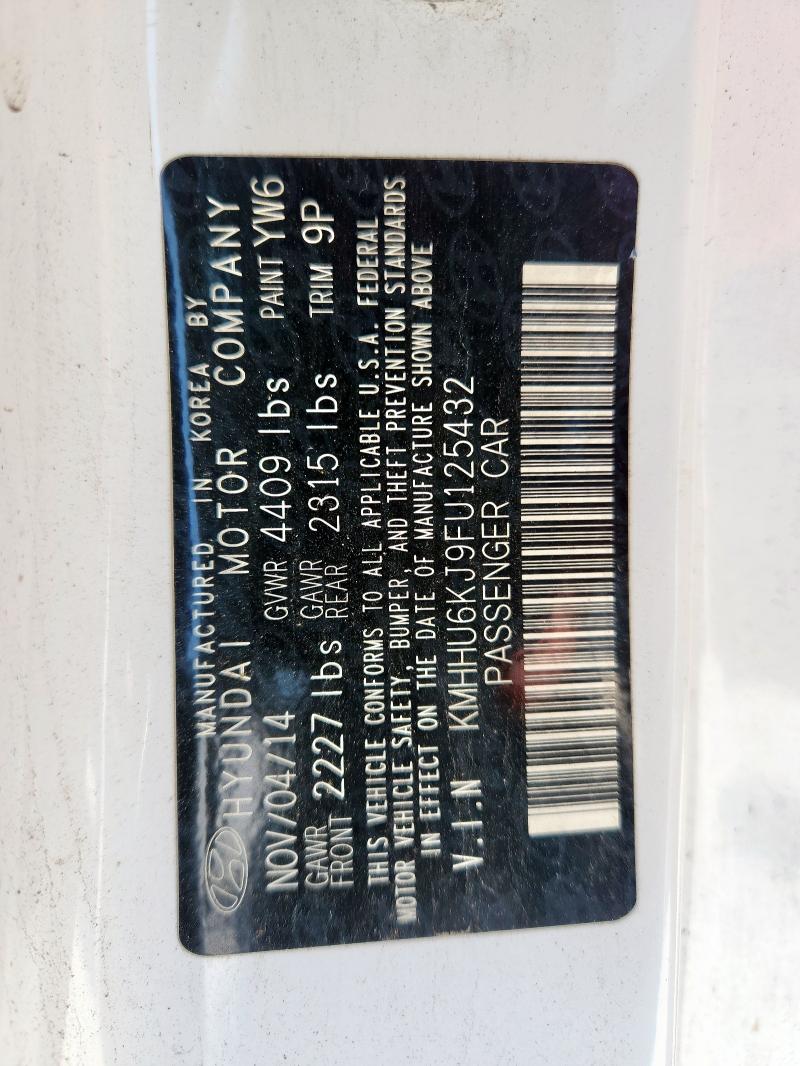 MANUFACTURED IN KOREA BY
HYUNDAI MOTOR COMPANY
NOV/04/14 GVWR 4409 lbs PAINT YW6
GAWR FRONT 2227 lbs GAWR REAR 2315 lbs TRIM 9P
THIS VEHICLE CONFORMS TO ALL APPLICABLE U.S.A. FEDERAL
MOTOR VEHICLE SAFETY, BUMPER, AND THEFT PREVENTION STANDARDS
IN EFFECT ON THE DATE OF MANUFACTURE SHOWN ABOVE
V.I.N KMHHU6KJ9FU125432
PASSENGER CAR